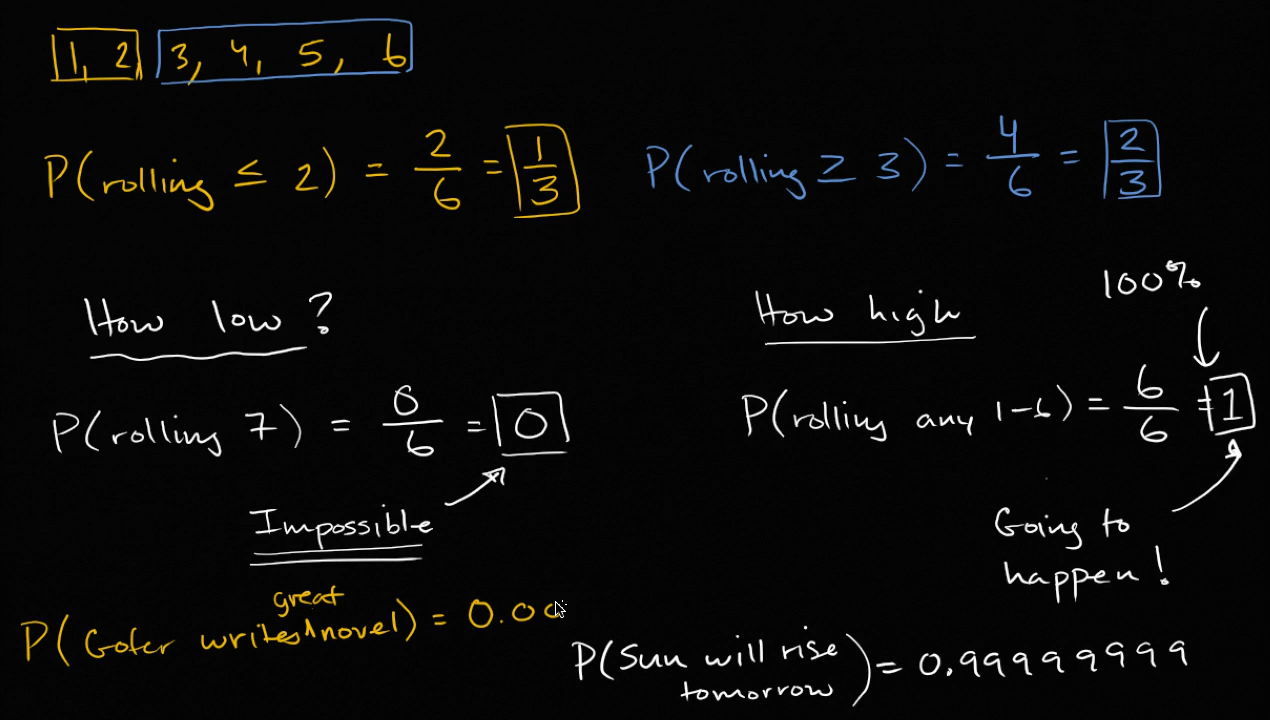 1, 2, 3, 4, 5, 6
P(rolling ≤ 2) = 2/6 = 1/3
P(rolling ≥ 3) = 4/6 = 2/3
How low?
P(rolling 7) = 0/6 = 0
Impossible
How high
100%
P(rolling any 1-6) = 6/6 = 1
Going to
happen!
great
P(Gofer writes^novel) = 0.00
P(Sun will rise
tomorrow) = 0.99999999